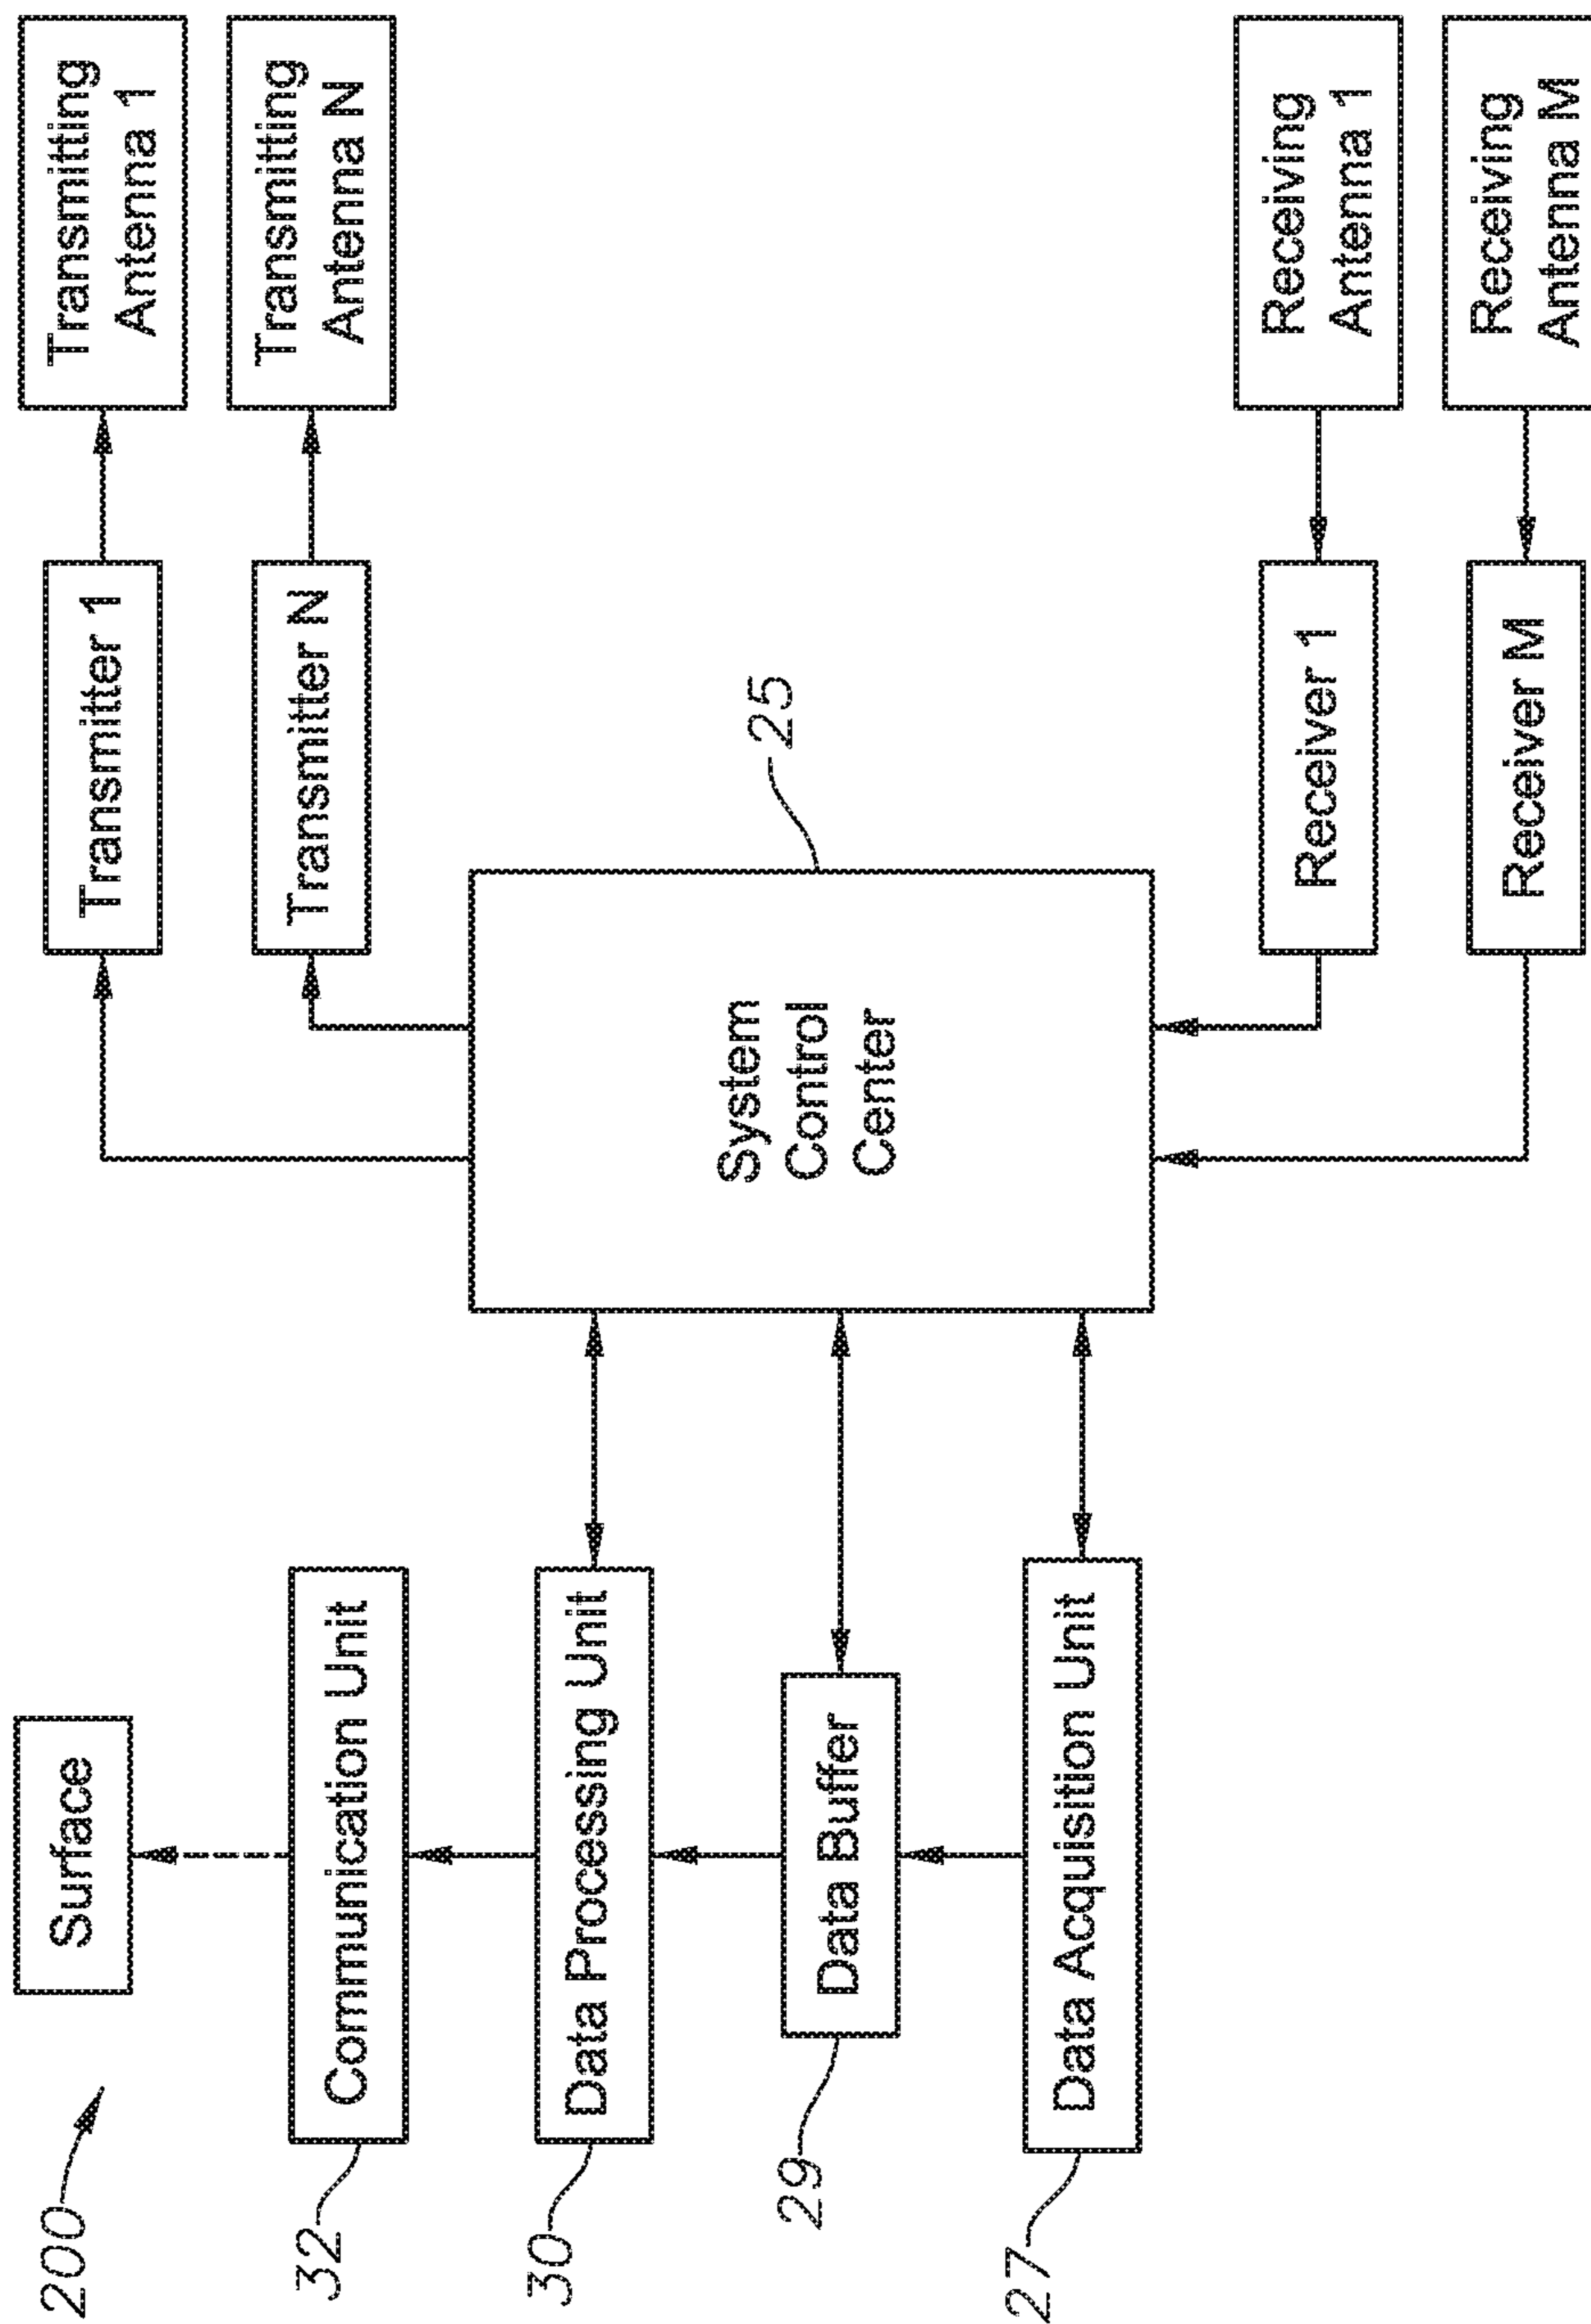 200
Surface
32
Communication Unit
30
Data Processing Unit
29
Data Buffer
27
Data Acquisition Unit
System
Control
Center
25
Transmitter 1
Transmitting
Antenna 1
Transmitter N
Transmitting
Antenna N
Receiver 1
Receiving
Antenna 1
Receiver M
Receiving
Antenna M